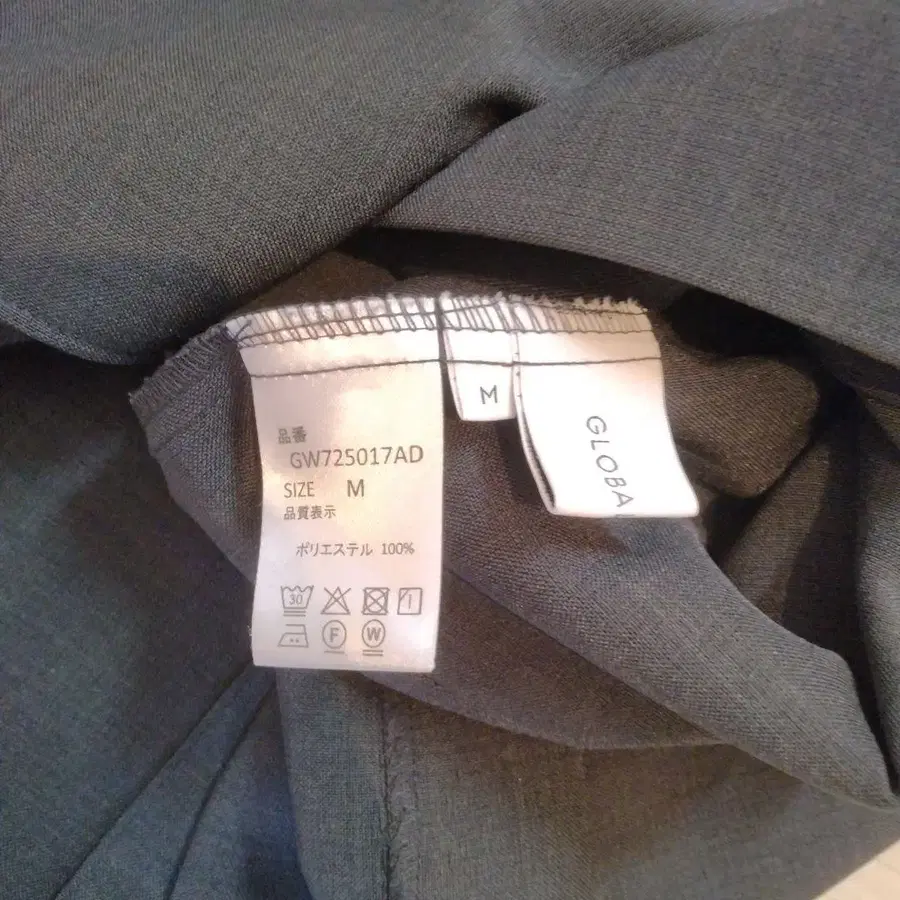 品番
GW725017AD
SIZE M
品質表示
ポリエステル 100%
30
F W
M
GLOBA